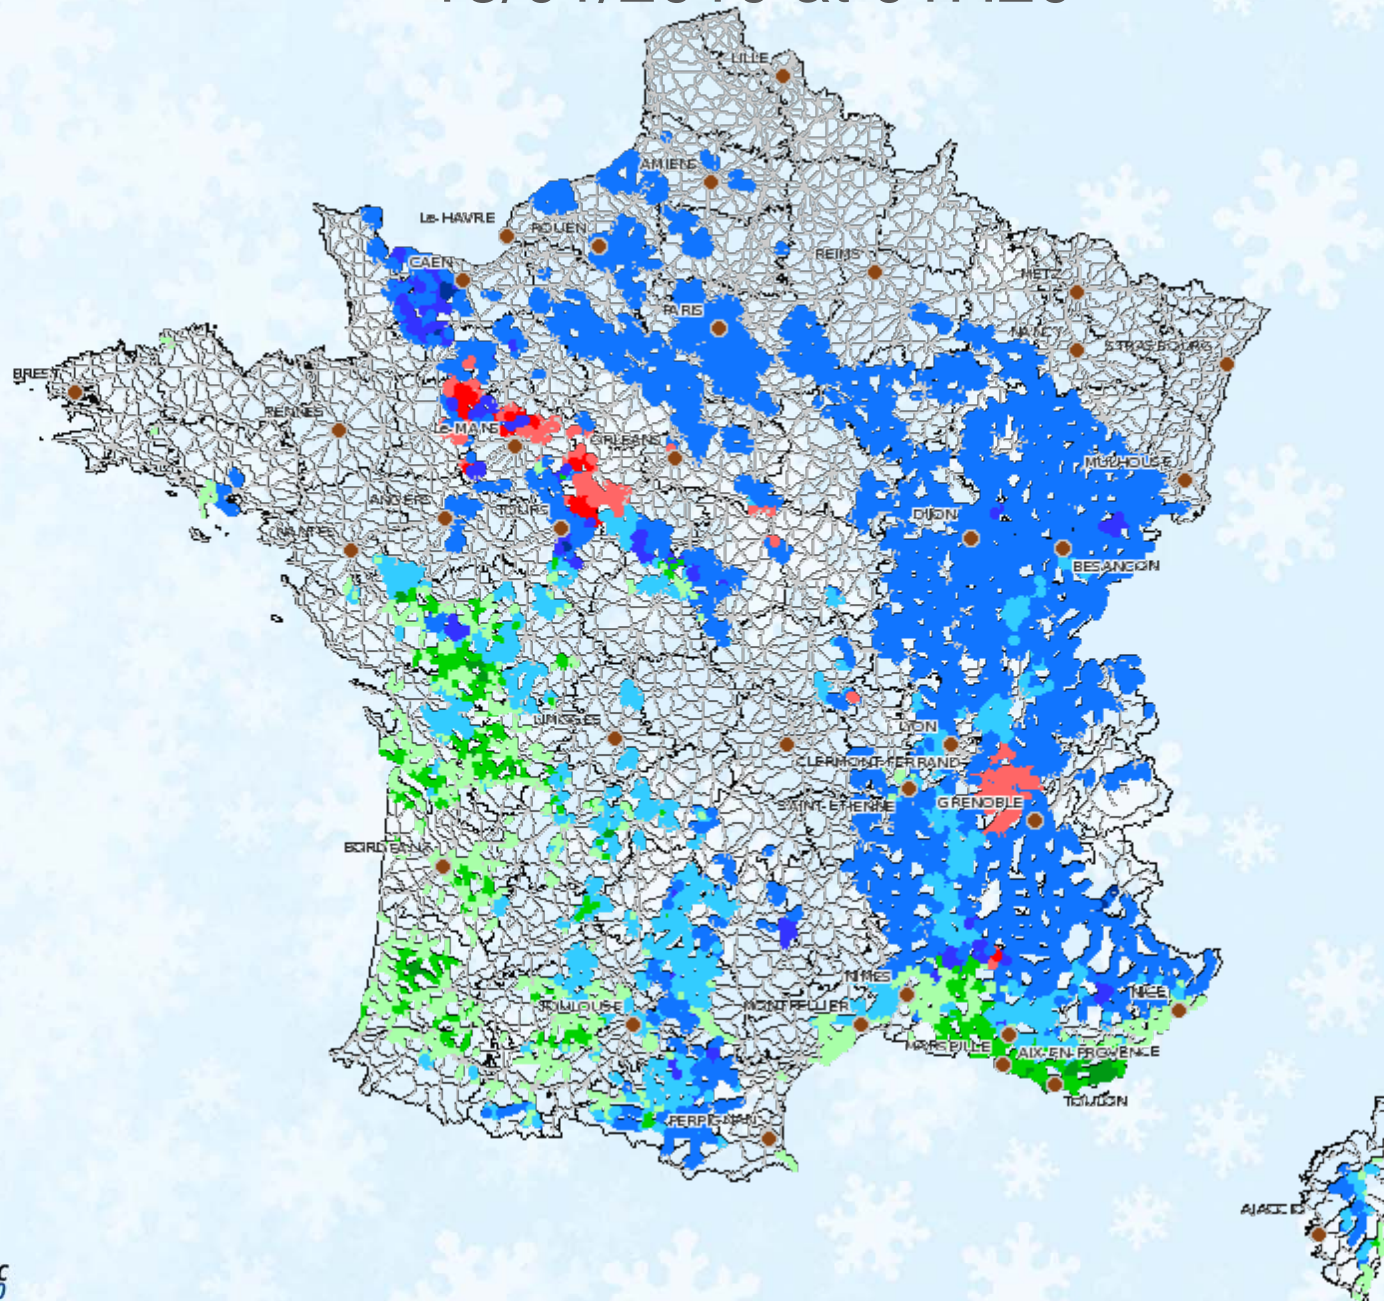 LILLE
AMIENS
LE-HAVRE
ROUEN
CAEN
REIMS
METZ
PARIS
NANCY
STRASBOURG
BREST
RENNES
LE-MANS
ORLEANS
MULHOUSE
ANGERS
TOURS
DIJON
NANTES
BESANCON
LIMOGES
LYON
CLERMONT-FERRAND
SAINT-ETIENNE
GRENOBLE
BORDEAUX
NIMES
TOULOUSE
MONTPELLIER
NICE
MARSEILLE
AIX-EN-PROVENCE
TOULON
PERPIGNAN
AJACCIO